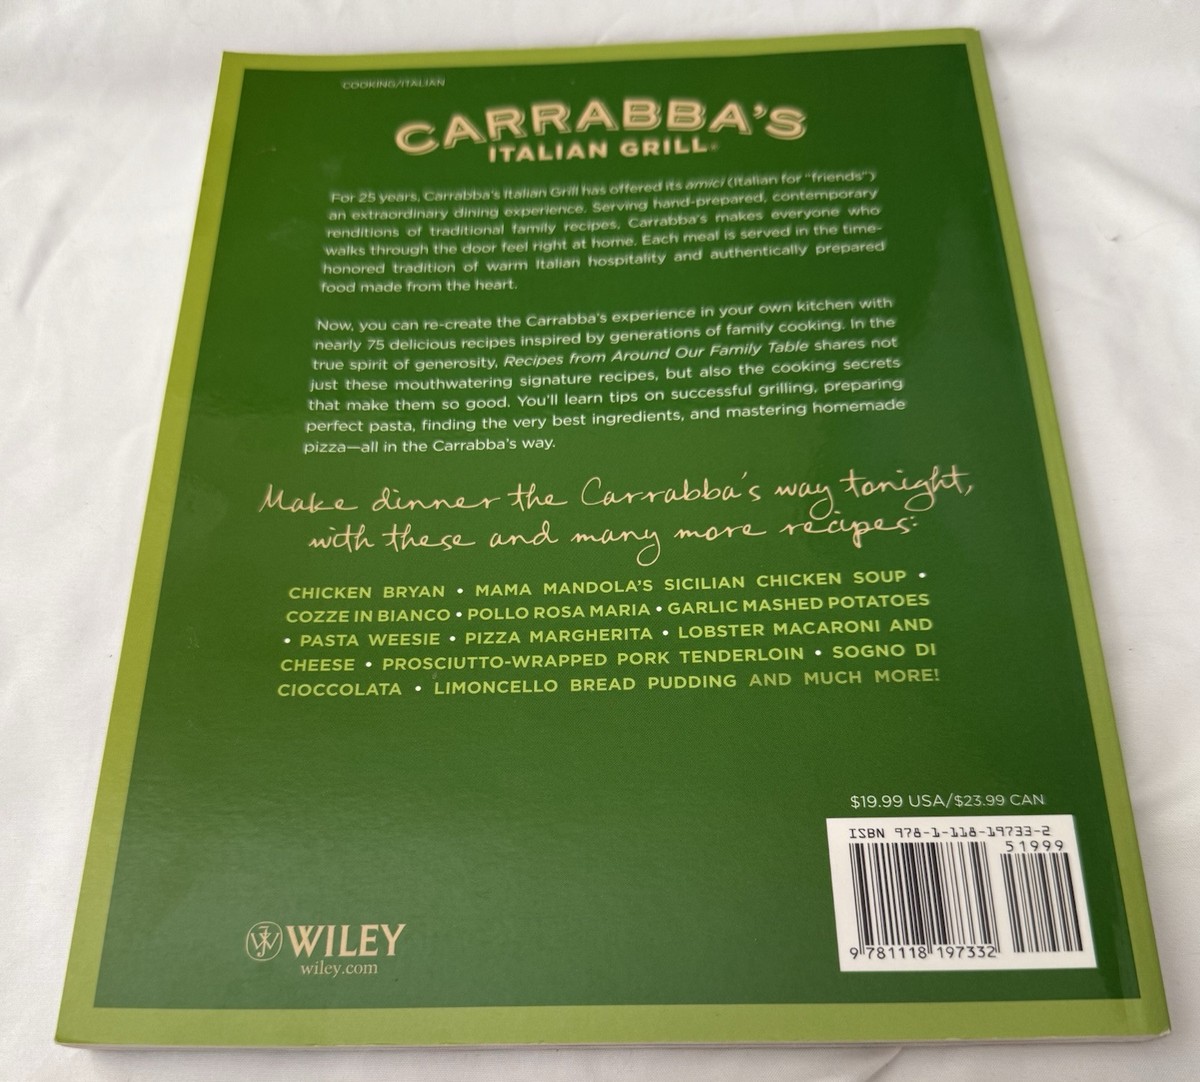 COOKING/ITALIAN
CARRABBA'S
ITALIAN GRILL®
For 25 years, Carrabba's Italian Grill has offered its amici (Italian for "friends")
an extraordinary dining experience. Serving hand-prepared, contemporary
renditions of traditional family recipes, Carrabba's makes everyone who
walks through the door feel right at home. Each meal is served in the time-
honored tradition of warm Italian hospitality and authentically prepared
food made from the heart.
Now, you can re-create the Carrabba's experience in your own kitchen with
nearly 75 delicious recipes inspired by generations of family cooking. In the
true spirit of generosity, Recipes from Around Our Family Table shares not
just these mouthwatering signature recipes, but also the cooking secrets
that make them so good. You'll learn tips on successful grilling, preparing
perfect pasta, finding the very best ingredients, and mastering homemade
pizza—all in the Carrabba's way.
Make dinner the Carrabba's way tonight,
with these and many more recipes:
CHICKEN BRYAN • MAMA MANDOLA'S SICILIAN CHICKEN SOUP •
COZZE IN BIANCO • POLLO ROSA MARIA • GARLIC MASHED POTATOES
• PASTA WEESIE • PIZZA MARGHERITA • LOBSTER MACARONI AND
CHEESE • PROSCIUTTO-WRAPPED PORK TENDERLOIN • SOGNO DI
CIOCCOLATA • LIMONCELLO BREAD PUDDING AND MUCH MORE!
$19.99 USA/$23.99 CAN
ISBN 978-1-118-19733-2
51999
9 781118 197332
WILEY
wiley.com